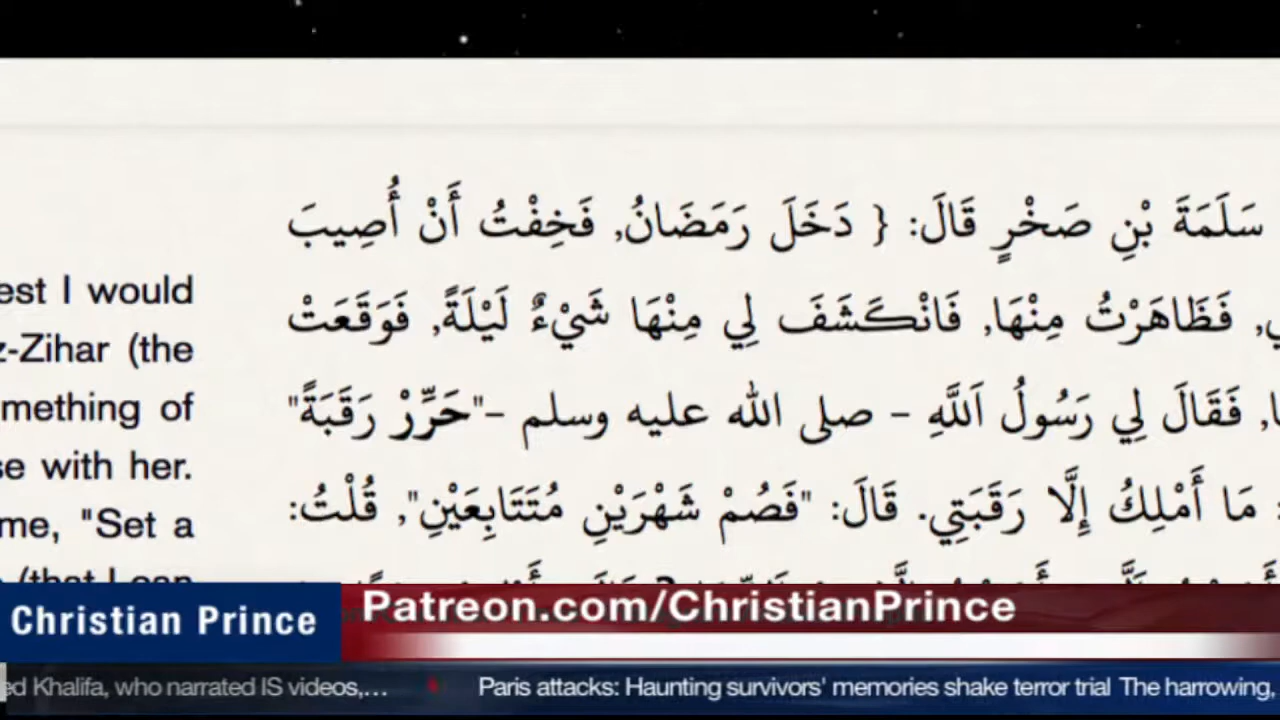 سَلَمَةَ بْنِ صَخْرٍ قَالَ: { دَخَلَ رَمَضَانُ, فَخِفْتُ أَنْ أُصِيبَ
فَظَاهَرْتُ مِنْهَا, فَانْكَشَفَ لِي مِنْهَا شَيْءٌ لَيْلَةً, فَوَقَعَتْ
فَقَالَ لِي رَسُولُ اَللَّهِ – صلى الله عليه وسلم –"حَرِّرْ رَقَبَةً"
مَا أَمْلِكُ إِلَّا رَقَبَتِي. قَالَ: "فَصُمْ شَهْرَيْنِ مُتَتَابِعَيْنِ", قُلْتُ:
est I would
z-Zihar (the
mething of
se with her.
me, "Set a
(that I can
Christian Prince
Patreon.com/ChristianPrince
ed Khalifa, who narrated IS videos,... Paris attacks: Haunting survivors' memories shake terror trial The harrowing,